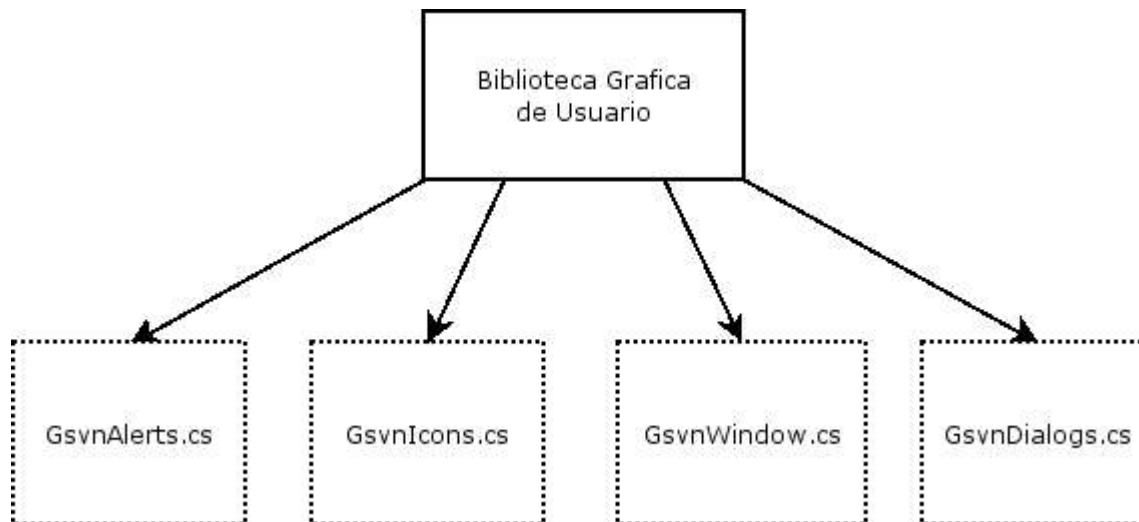 Biblioteca Grafica
de Usuario
GsvnAlerts.cs
GsvnIcons.cs
GsvnWindow.cs
GsvnDialogs.cs